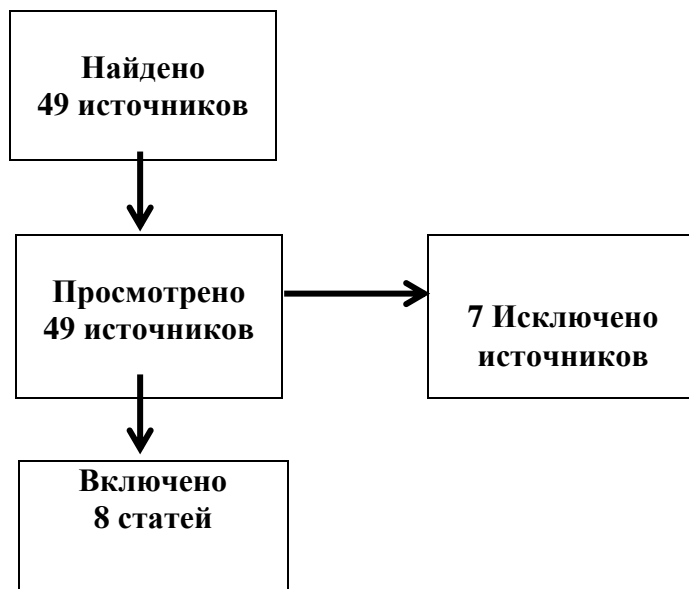 Найдено
49 источников
Просмотрено
49 источников
7 Исключено
источников
Включено
8 статей